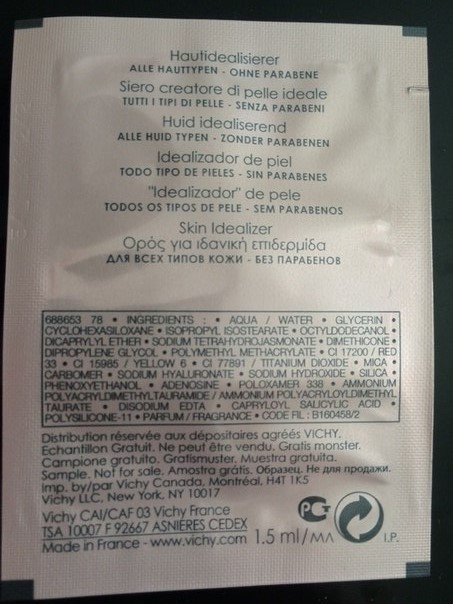 Hautidealisierer
ALLE HAUTTYPEN - OHNE PARABENE
Siero creatore di pelle ideale
TUTTI I TIPI DI PELLE - SENZA PARABENI
Huid idealiserend
ALLE HUID TYPEN - ZONDER PARABENEN
Idealizador de piel
TODO TIPO DE PIELES - SIN PARABENES
"Idealizador" de pele
TODOS OS TIPOS DE PELE - SEM PARABENOS
Skin Idealizer
Ορός για ιδανική επιδερμίδα
ДЛЯ ВСЕХ ТИПОВ КОЖИ - БЕЗ ПАРАБЕНОВ
688653 78 • INGREDIENTS : • AQUA / WATER • GLYCERIN •
CYCLOHEXASILOXANE • ISOPROPYL ISOSTEARATE • OCTYLDODECANOL •
DICAPRYLYL ETHER • SODIUM TETRAHYDROJASMONATE • DIMETHICONE •
DIPROPYLENE GLYCOL • POLYMETHYL METHACRYLATE • CI 17200 / RED
33 • CI 15985 / YELLOW 6 • CI 77891 / TITANIUM DIOXIDE • MICA •
CARBOMER • SODIUM HYALURONATE • SODIUM HYDROXIDE • SILICA •
PHENOXYETHANOL • ADENOSINE • POLOXAMER 338 • AMMONIUM
POLYACRYLDIMETHYLTAURAMIDE / AMMONIUM POLYACRYLOYLDIMETHYL
TAURATE • DISODIUM EDTA • CAPRYLOYL SALICYLIC ACID •
POLYSILICONE-11 • PARFUM / FRAGRANCE • CODE FIL : B160458/2
Distribution réservée aux dépositaires agréés VICHY.
Echantillon Gratuit. Ne peut être vendu. Gratis monster.
Campione gratuito. Gratismuster. Muestra gratuita.
Sample. Not for sale. Amostra grátis. Образец. Не для продажи.
Imp. by/par Vichy Canada, Montréal, H4T 1K5
Vichy LLC, New York, NY 10017
Vichy CAI/CAF 03 Vichy France
TSA 10007 F 92667 ASNIERES CEDEX
Made in France - www.vichy.com 1.5 ml/мл I.P.